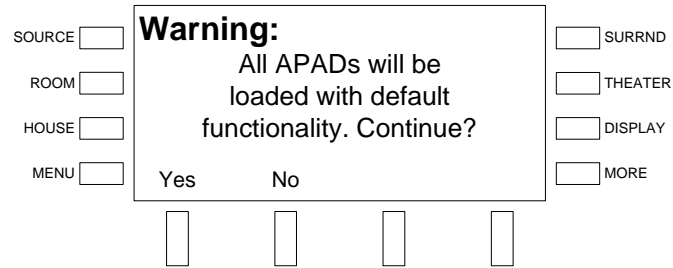 SOURCE
ROOM
HOUSE
MENU
Warning:
All APADs will be
loaded with default
functionality. Continue?
Yes No
SURRND
THEATER
DISPLAY
MORE